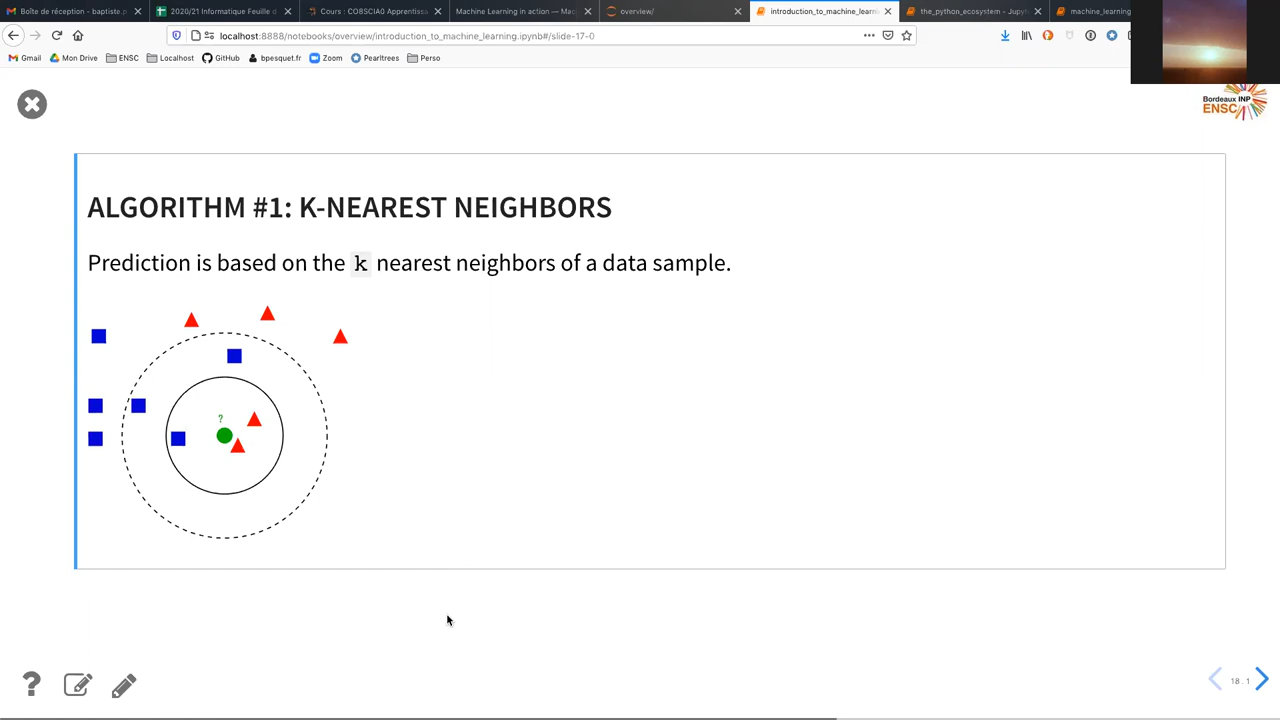 Boîte de réception - baptiste.p
2020/21 Informatique Feuille d
Cours : CO8SCIA0 Apprentissa
Machine Learning in action — Mac
overview/
introduction_to_machine_learni
the_python_ecosystem - Jupyt
machine_learning
localhost:8888/notebooks/overview/introduction_to_machine_learning.ipynb#/slide-17-0
Gmail
Mon Drive
ENSC
Localhost
GitHub
bpesquet.fr
Zoom
Pearltrees
Perso
Bordeaux INP
ENSC
ALGORITHM #1: K-NEAREST NEIGHBORS
Prediction is based on the k nearest neighbors of a data sample.
?
?
18 . 1